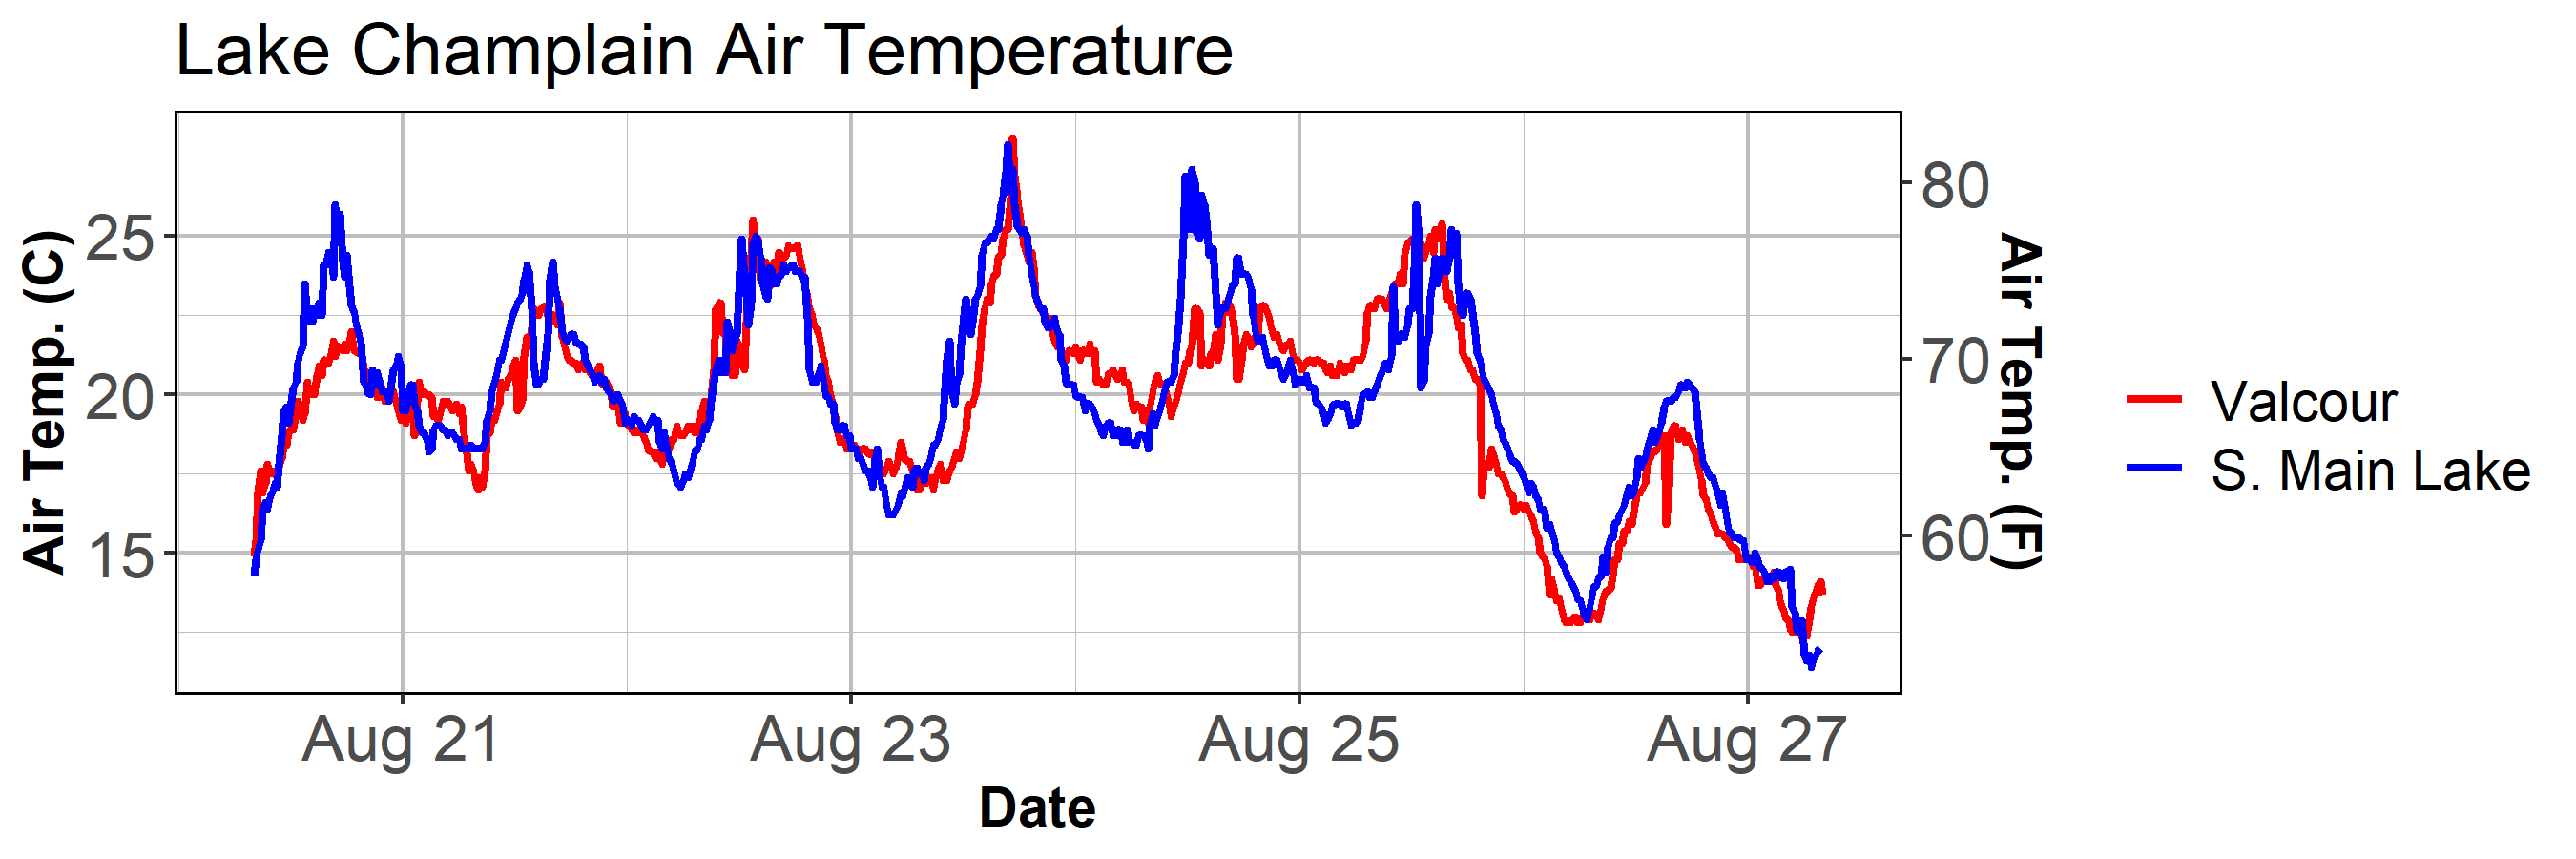 Lake Champlain Air Temperature
Air Temp. (C)
25
20
15
80
70
60
Air Temp. (F)
Valcour
S. Main Lake
Aug 21
Aug 23
Aug 25
Aug 27
Date